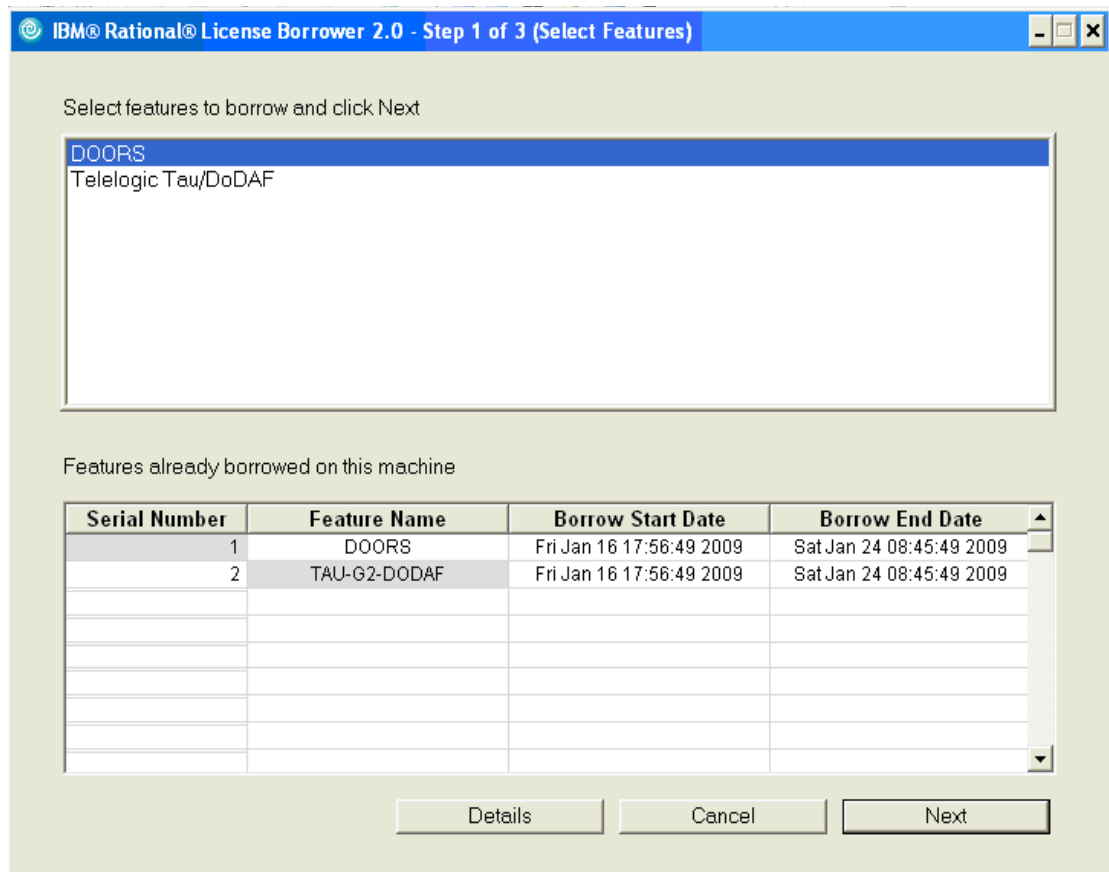 IBM® Rational® License Borrower 2.0 - Step 1 of 3 (Select Features)
Select features to borrow and click Next
DOORS
Telelogic Tau/DoDAF
Features already borrowed on this machine
Serial Number Feature Name Borrow Start Date Borrow End Date
1 DOORS Fri Jan 16 17:56:49 2009 Sat Jan 24 08:45:49 2009
2 TAU-G2-DODAF Fri Jan 16 17:56:49 2009 Sat Jan 24 08:45:49 2009
Details Cancel Next